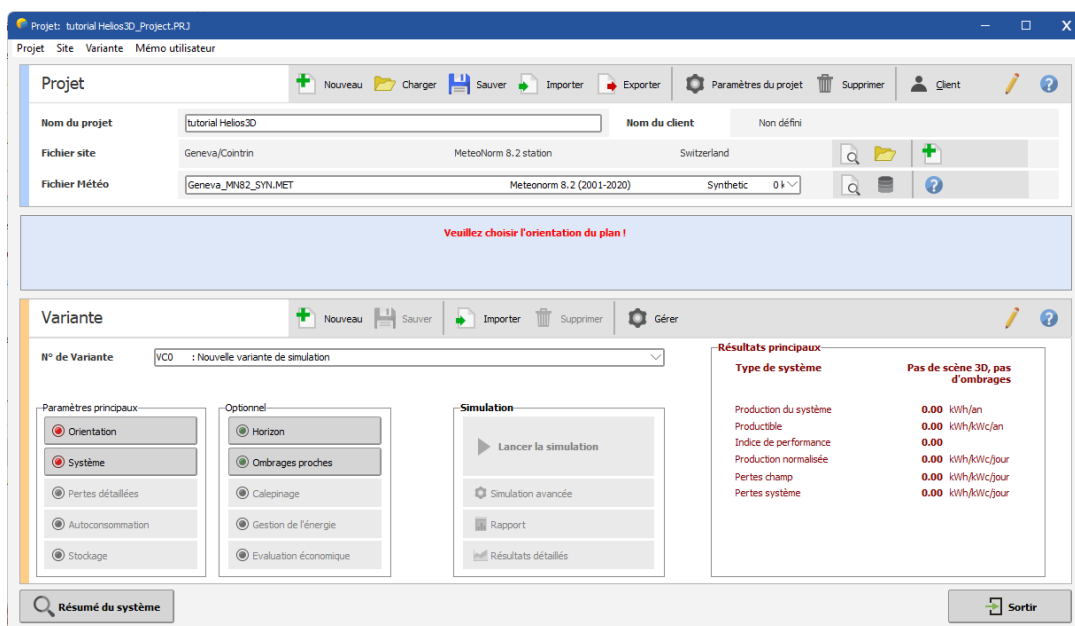 Projet: tutorial Helios3D_Project.PRJ
Projet Site Variante Mémo utilisateur
Projet Nouveau Charger Sauver Importer Exporter Paramètres du projet Supprimer Client
Nom du projet tutorial Helios3D Nom du client Non défini
Fichier site Geneva/Cointrin MeteoNorm 8.2 station Switzerland
Fichier Météo Geneva_MN82_SYN.MET Meteonorm 8.2 (2001-2020) Synthetic 0 k
Veuillez choisir l'orientation du plan !
Variante Nouveau Sauver Importer Supprimer Gérer
N° de Variante VC0 : Nouvelle variante de simulation
Paramètres principaux
Orientation
Système
Pertes détaillées
Autoconsommation
Stockage
Optionnel
Horizon
Ombrages proches
Calepinage
Gestion de l'énergie
Evaluation économique
Simulation
Lancer la simulation
Simulation avancée
Rapport
Résultats détaillés
Résultats principaux
Type de système Pas de scène 3D, pas
d'ombrages
Production du système 0.00 kWh/an
Productible 0.00 kWh/kWc/an
Indice de performance 0.00
Production normalisée 0.00 kWh/kWc/jour
Pertes champ 0.00 kWh/kWc/jour
Pertes système 0.00 kWh/kWc/jour
Résumé du système
Sortir